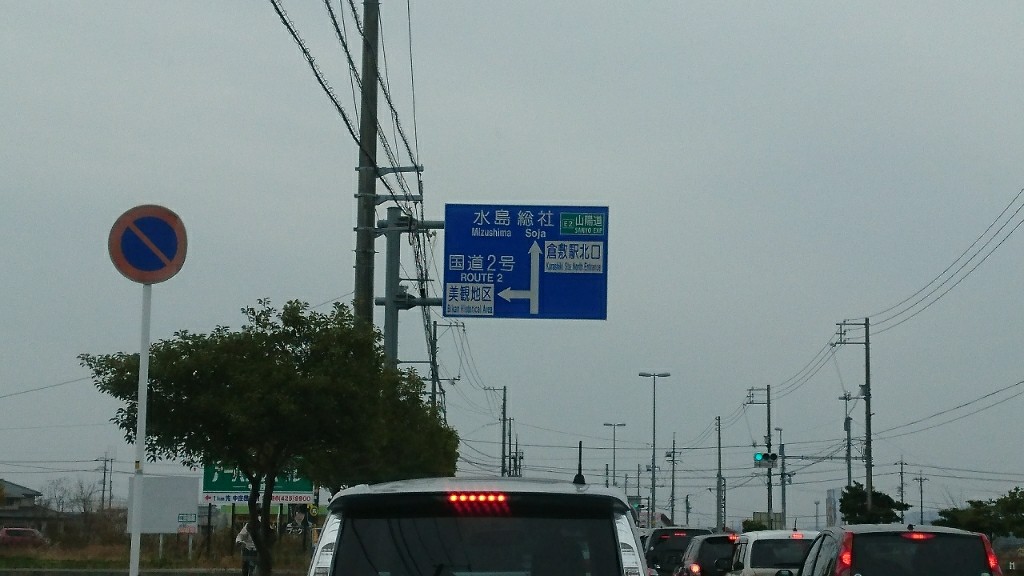 水島 総社
Mizushima Soja
E2 山陽道
SANYO EXP
倉敷駅北口
Kurashiki Sta. North Entrance
国道2号
ROUTE 2
美観地区
Bikan Historical Area